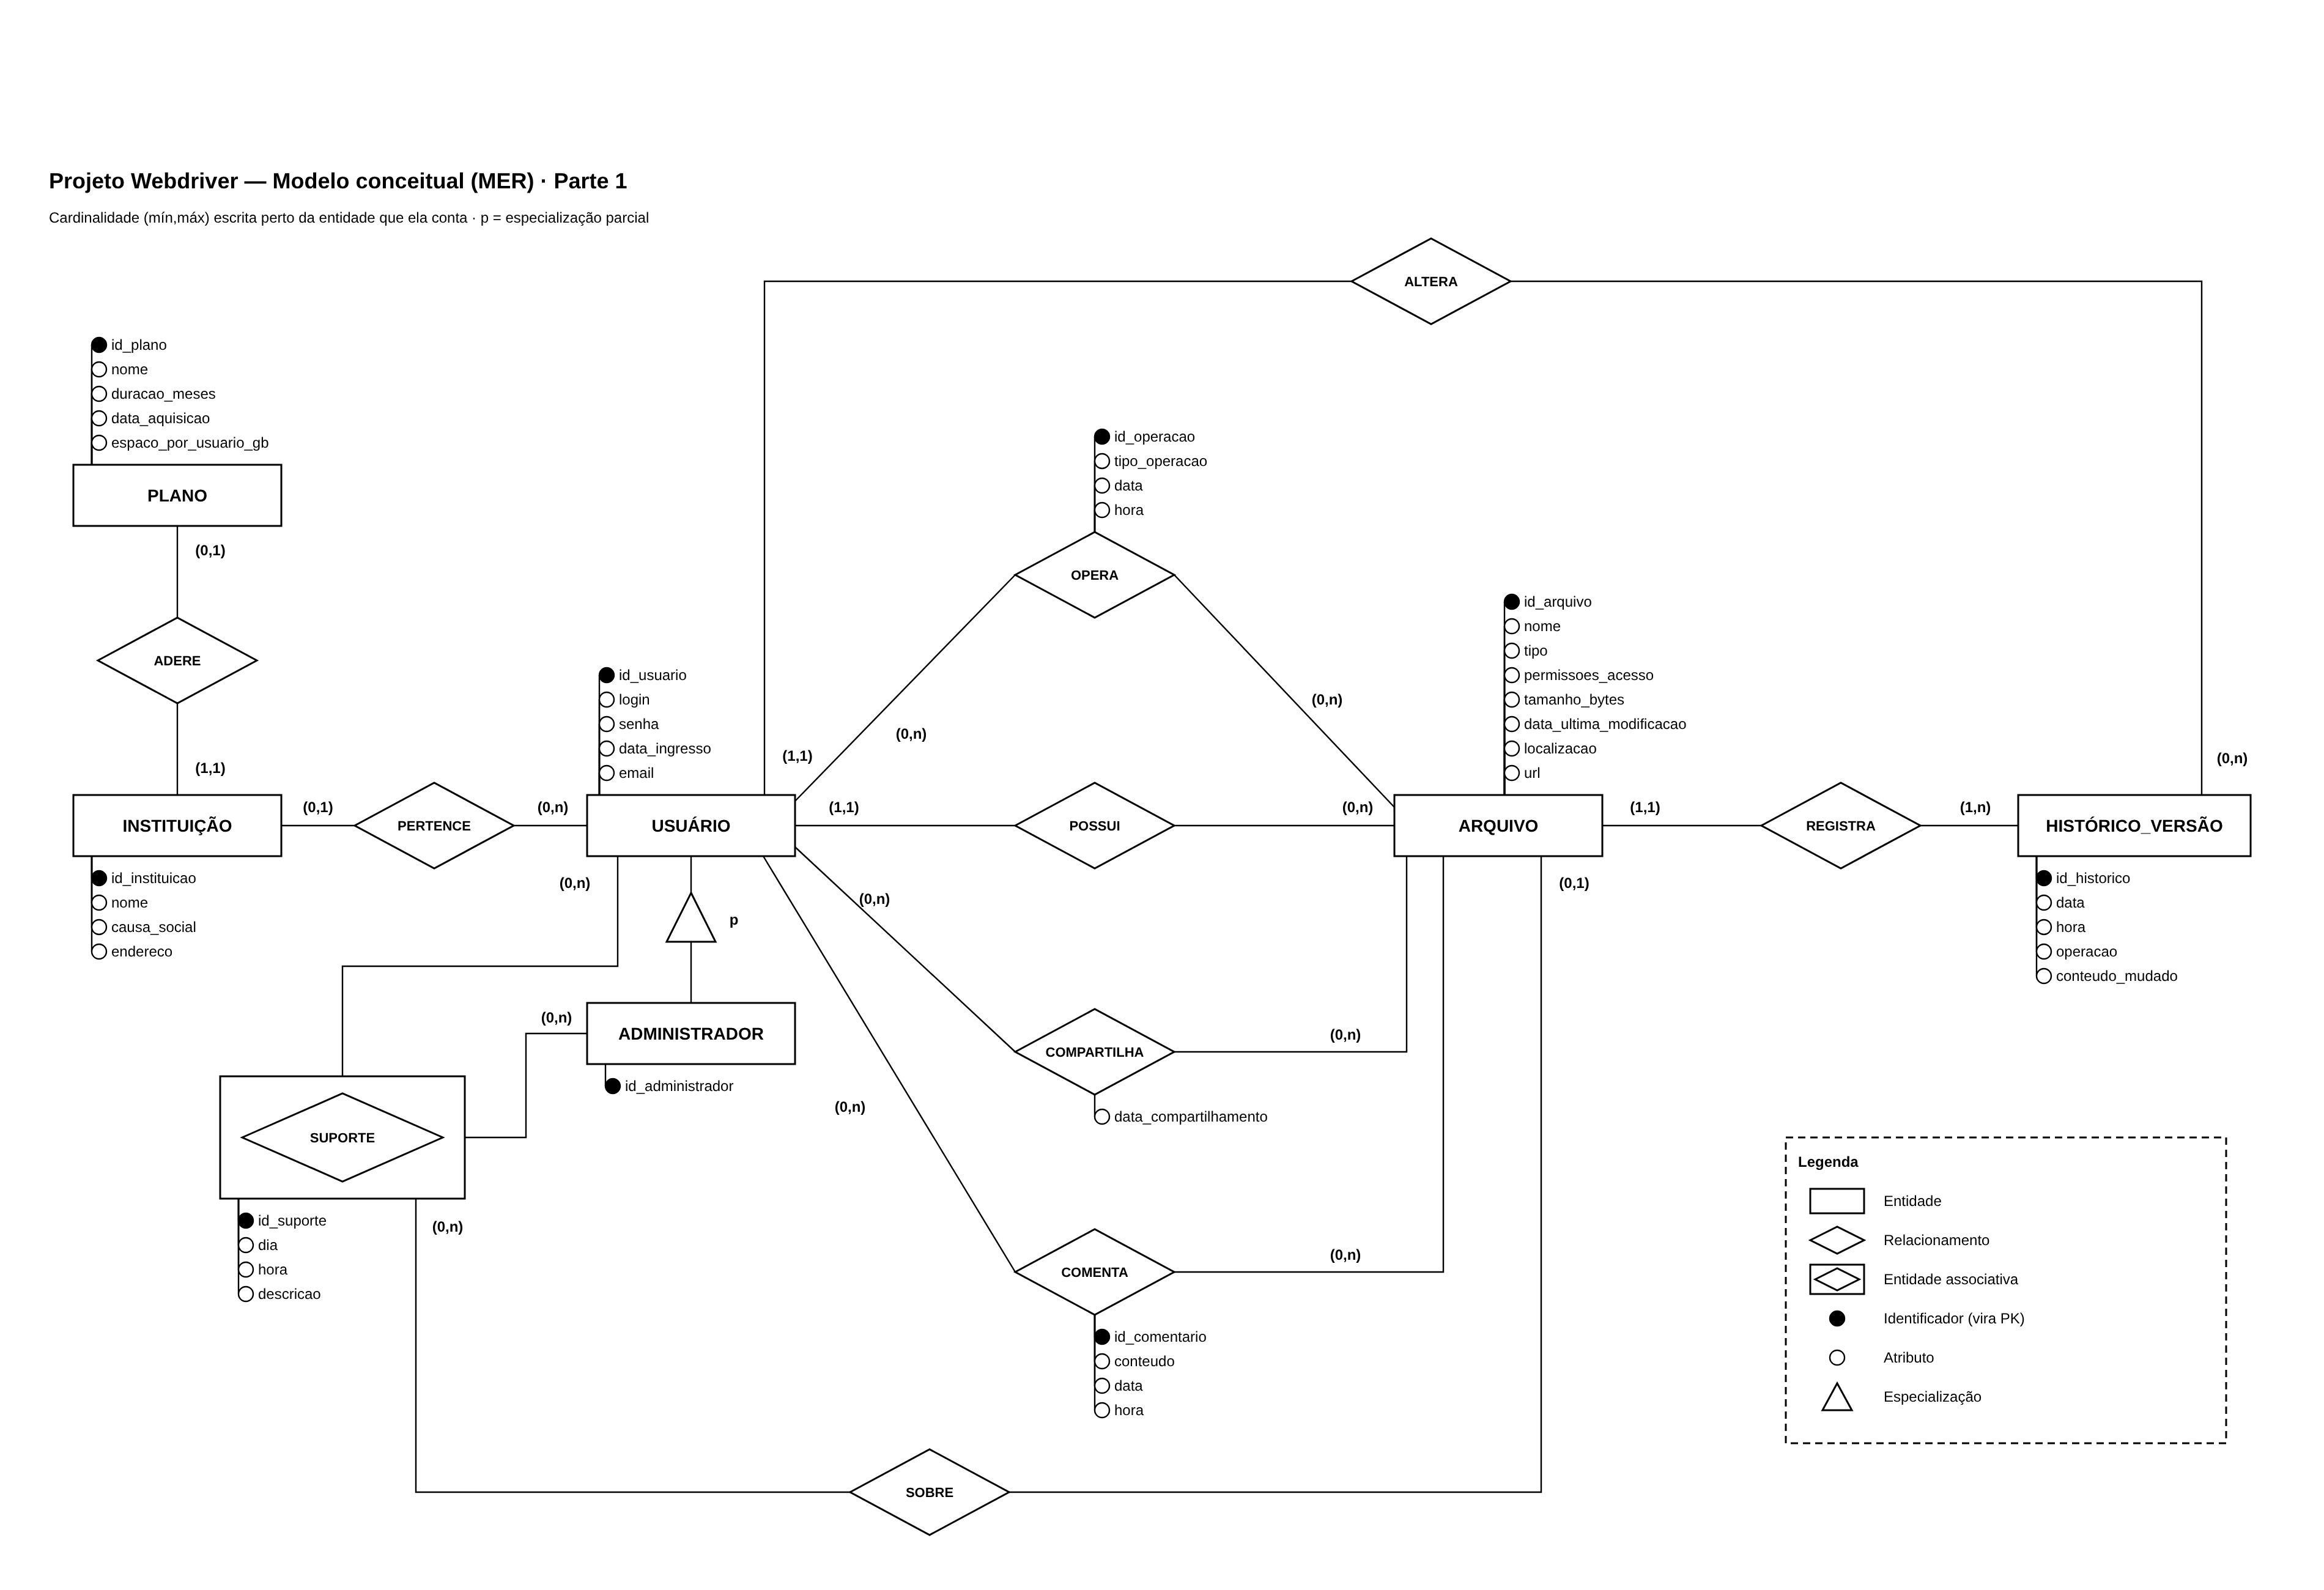 Projeto Webdriver — Modelo conceitual (MER) · Parte 1
Cardinalidade (mín,máx) escrita perto da entidade que ela conta · p = especialização parcial
ALTERA
id_plano
nome
duracao_meses
data_aquisicao
espaco_por_usuario_gb
PLANO
(0,1)
ADERE
(1,1)
id_operacao
tipo_operacao
data
hora
OPERA
(0,n)
(0,n)
id_usuario
login
senha
data_ingresso
email
(1,1)
id_arquivo
nome
tipo
permissoes_acesso
tamanho_bytes
data_ultima_modificacao
localizacao
url
(0,n)
INSTITUIÇÃO
(0,1)
PERTENCE
(0,n)
USUÁRIO
(1,1)
POSSUI
(0,n)
ARQUIVO
(1,1)
REGISTRA
(1,n)
HISTÓRICO_VERSÃO
id_instituicao
nome
causa_social
endereco
(0,n)
p
(0,n)
(0,1)
id_historico
data
hora
operacao
conteudo_mudado
(0,n)
ADMINISTRADOR
id_administrador
COMPARTILHA
(0,n)
data_compartilhamento
(0,n)
SUPORTE
id_suporte
dia
hora
descricao
(0,n)
COMENTA
(0,n)
id_comentario
conteudo
data
hora
SOBRE
Legenda
Entidade
Relacionamento
Entidade associativa
Identificador (vira PK)
Atributo
Especialização